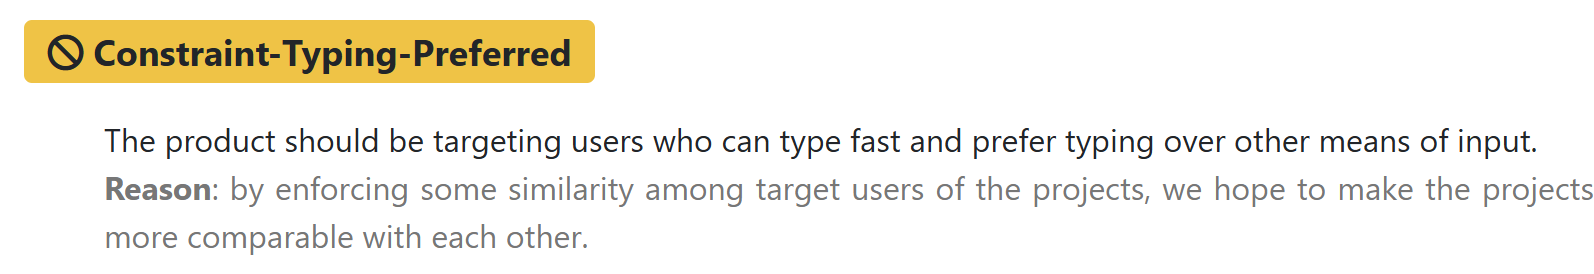 Constraint-Typing-Preferred
The product should be targeting users who can type fast and prefer typing over other means of input.
Reason: by enforcing some similarity among target users of the projects, we hope to make the projects
more comparable with each other.